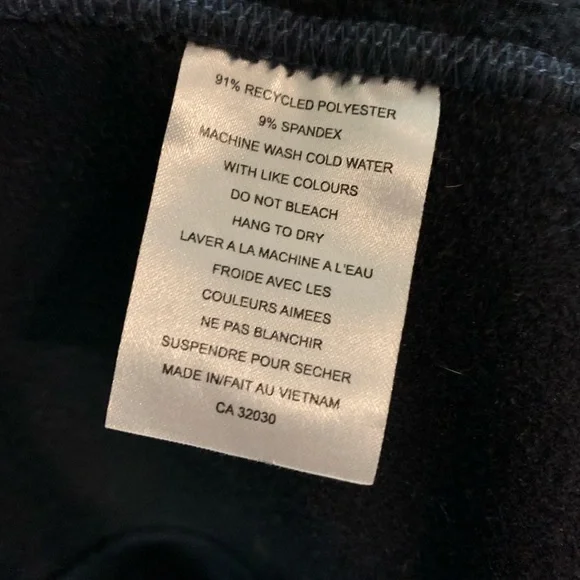 91% RECYCLED POLYESTER
9% SPANDEX
MACHINE WASH COLD WATER
WITH LIKE COLOURS
DO NOT BLEACH
HANG TO DRY
LAVER A LA MACHINE A L'EAU
FROIDE AVEC LES
COULEURS AIMEES
NE PAS BLANCHIR
SUSPENDRE POUR SECHER
MADE IN/FAIT AU VIETNAM
CA 32030